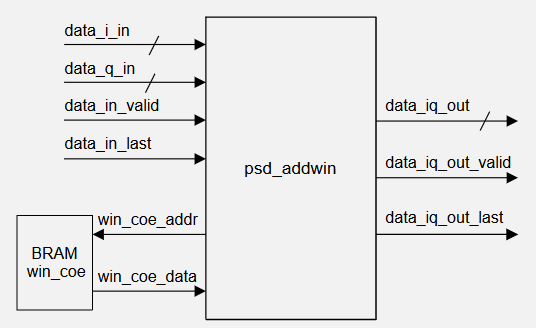 data_i_in
data_q_in
data_in_valid
data_in_last
psd_addwin
data_iq_out
data_iq_out_valid
data_iq_out_last
win_coe_addr
BRAM
win_coe
win_coe_data